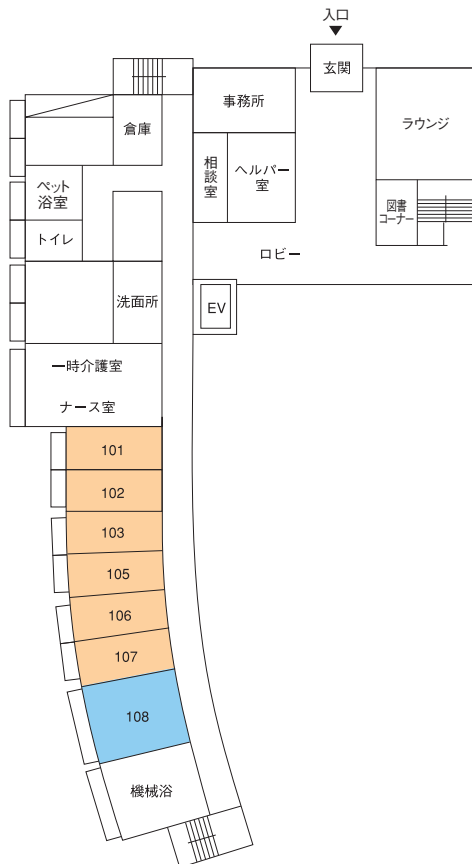 入口
玄関
事務所
ラウンジ
倉庫
相談室
ヘルパー
室
ペット
浴室
図書
コーナー
トイレ
ロビー
洗面所
EV
一時介護室
ナース室
101
102
103
105
106
107
108
機械浴